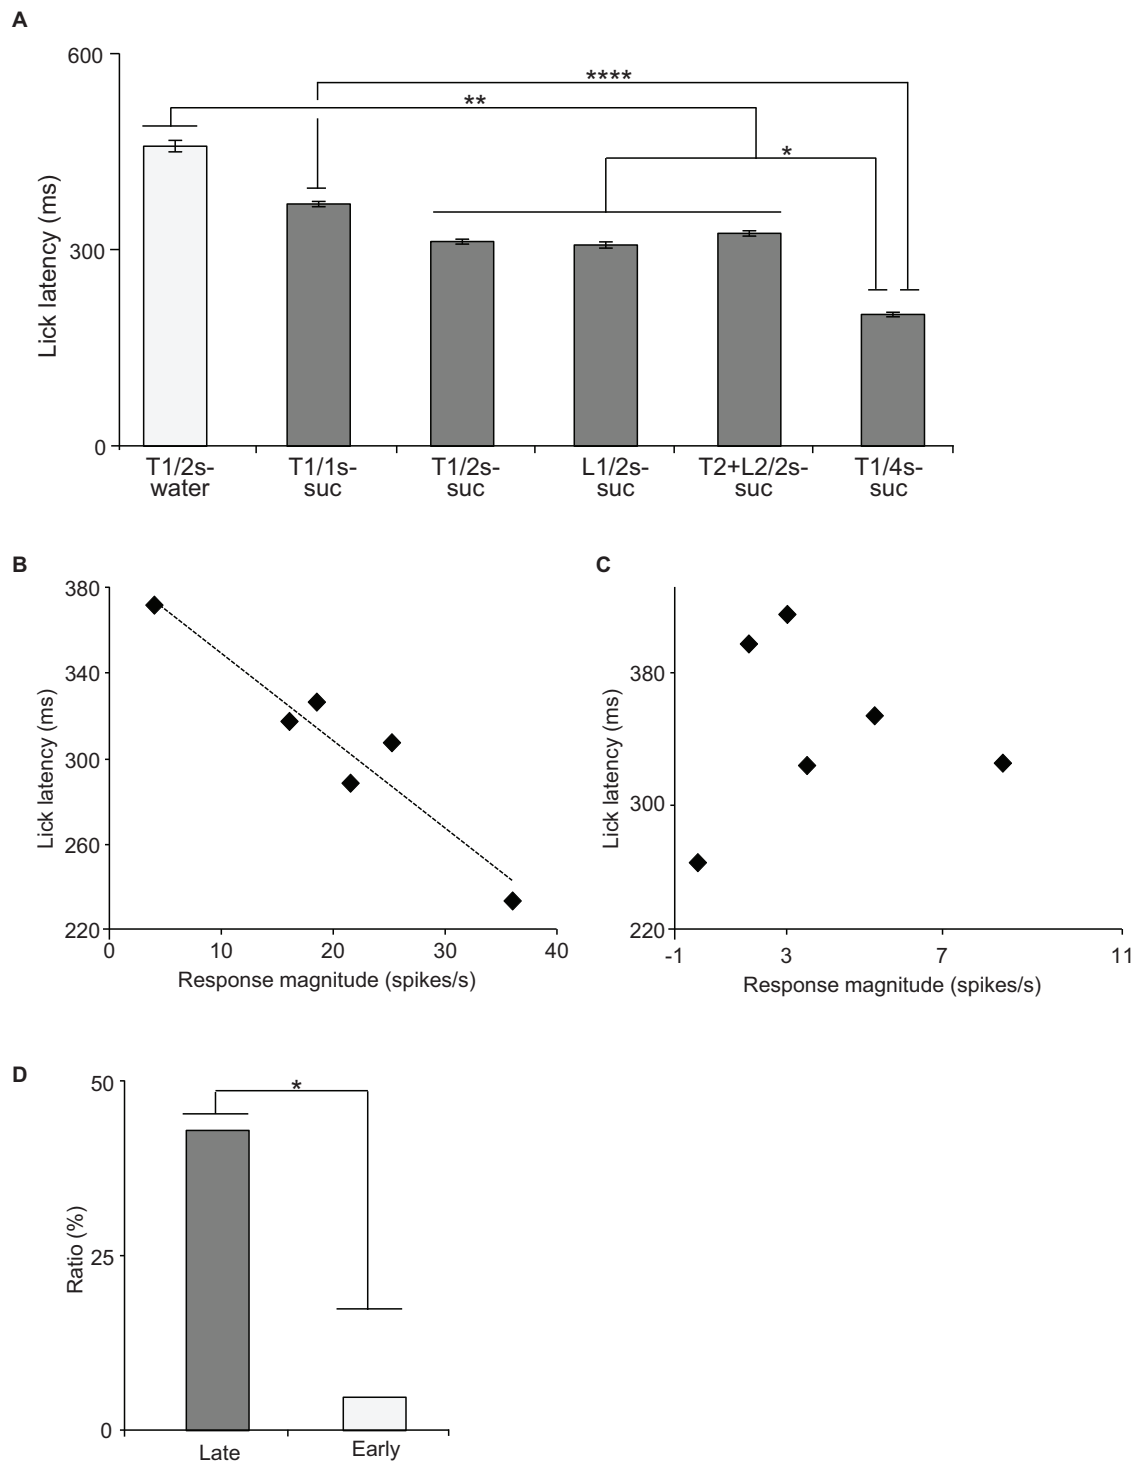 A
600
300
0
Lick latency (ms)
****
**
*
T1/2s-
water
T1/1s-
suc
T1/2s-
suc
L1/2s-
suc
T2+L2/2s-
suc
T1/4s-
suc
B
380
340
300
260
220
Lick latency (ms)
0 10 20 30 40
Response magnitude (spikes/s)
C
380
300
220
Lick latency (ms)
-1 3 7 11
Response magnitude (spikes/s)
D
50
25
0
Ratio (%)
*
Late
Early